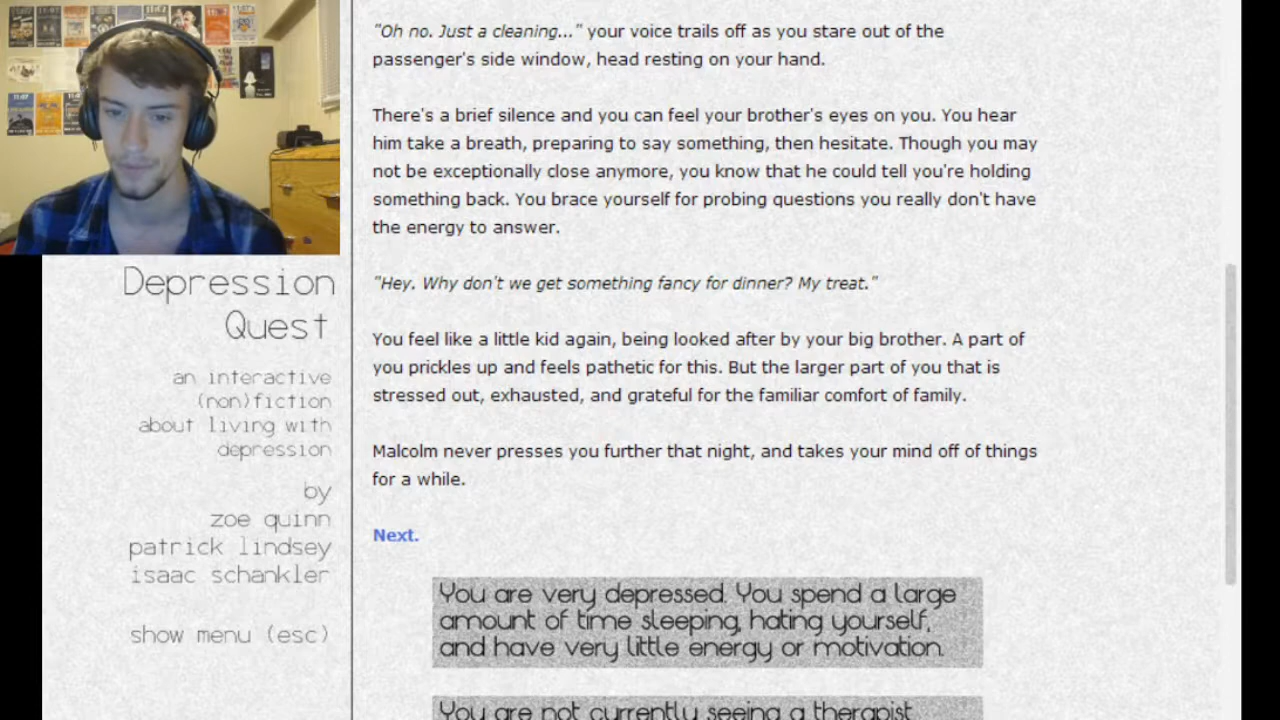 "Oh no. Just a cleaning..." your voice trails off as you stare out of the
passenger's side window, head resting on your hand.
There's a brief silence and you can feel your brother's eyes on you. You hear
him take a breath, preparing to say something, then hesitate. Though you may
not be exceptionally close anymore, you know that he could tell you're holding
something back. You brace yourself for probing questions you really don't have
the energy to answer.
"Hey. Why don't we get something fancy for dinner? My treat."
You feel like a little kid again, being looked after by your big brother. A part of
you prickles up and feels pathetic for this. But the larger part of you that is
stressed out, exhausted, and grateful for the familiar comfort of family.
Malcolm never presses you further that night, and takes your mind off of things
for a while.
Next.
You are very depressed. You spend a large
amount of time sleeping, hating yourself,
and have very little energy or motivation.
You are not currently seeing a therapist.
Depression
Quest
an interactive
(non)fiction
about living with
depression
by
zoe quinn
patrick lindsey
isaac schankler
show menu (esc)